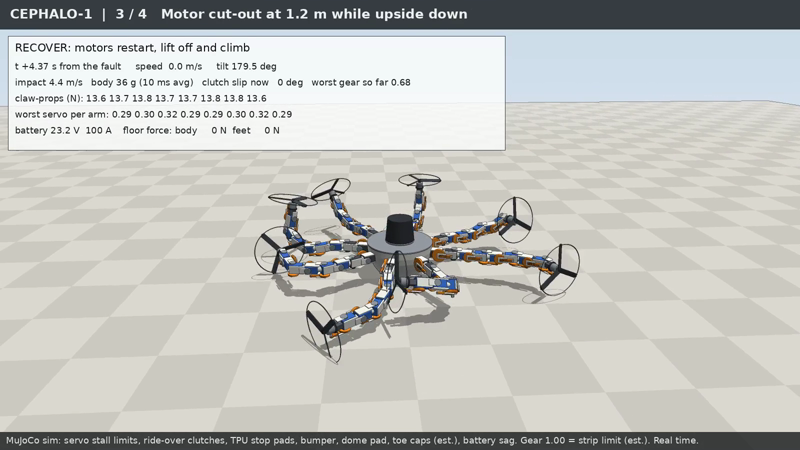 CEPHALO-1 | 3 / 4 Motor cut-out at 1.2 m while upside down
RECOVER: motors restart, lift off and climb
t +4.37 s from the fault speed 0.0 m/s tilt 179.5 deg
impact 4.4 m/s body 36 g (10 ms avg) clutch slip now 0 deg worst gear so far 0.68
claw-props (N): 13.6 13.7 13.8 13.7 13.7 13.8 13.8 13.6
worst servo per arm: 0.29 0.30 0.32 0.29 0.29 0.30 0.32 0.29
battery 23.2 V 100 A floor force: body 0 N feet 0 N
MuJoCo sim: servo stall limits, ride-over clutches, TPU stop pads, bumper, dome pad, toe caps (est.), battery sag. Gear 1.00 = strip limit (est.). Real time.